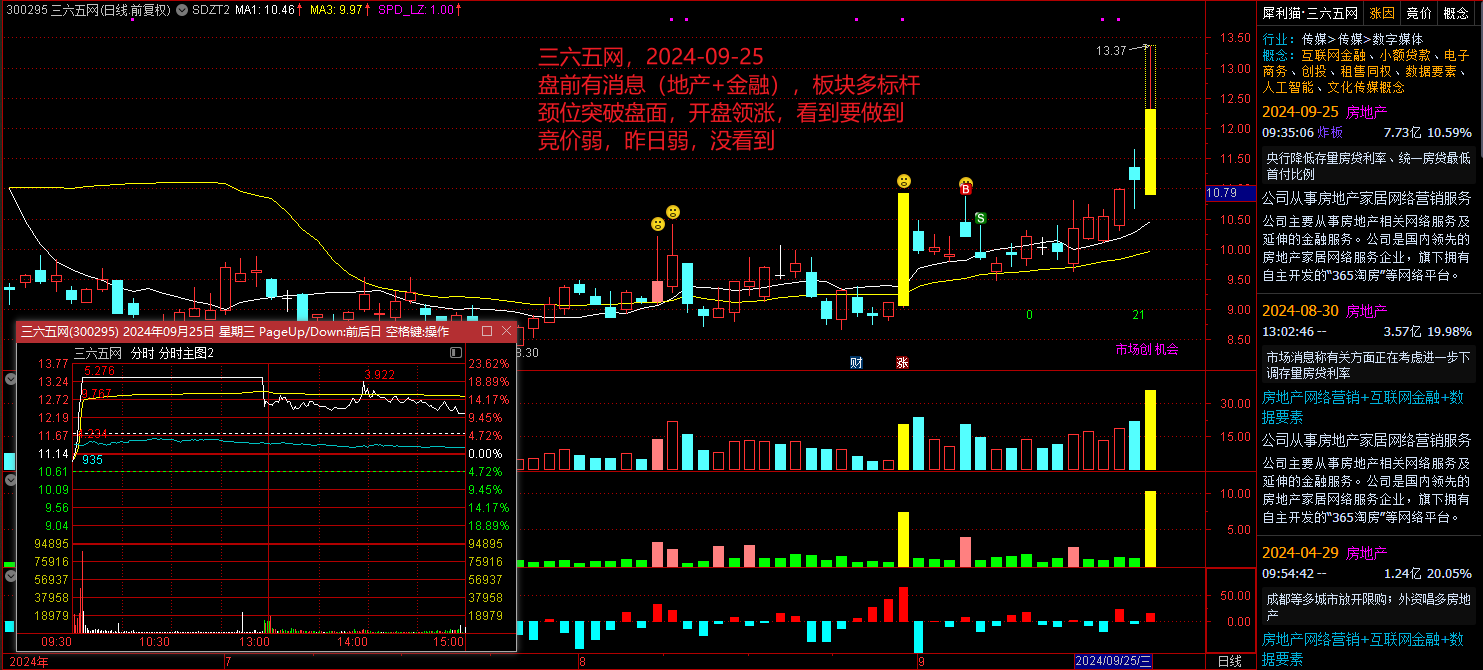 300295 三六五网(日线.前复权) SDZT2 MA1: 10.46↑ MA3: 9.97↑ SPD_LZ: 1.00↑
三六五网，2024-09-25
盘前有消息（地产+金融），板块多标杆
颈位突破盘面，开盘领涨，看到要做到
竞价弱，昨日弱，没看到
13.37
13.50
13.00
12.50
12.00
11.50
10.79
10.50
10.00
9.50
9.00
8.50
B
S
0
21
市场创机会
财
涨
8.30
30.00
15.00
10.00
5.00
50.00
0.00
2024年
7
8
9
2024/09/25/三
日线
三六五网(300295) 2024年09月25日 星期三 PageUp/Down:前后日 空格键:操作
三六五网 分时 分时主图2
13.77
13.24
12.72
12.19
11.67
11.14
10.61
10.09
9.56
9.04
94895
75916
56937
37958
18979
5.276
3.922
935
23.62%
18.89%
14.17%
9.45%
4.72%
0.00%
4.72%
9.45%
14.17%
18.89%
94895
75916
56937
37958
18979
09:30
10:30
13:00
14:00
15:00
犀利猫·三六五网 涨因 竞价 概念
行业: 传媒>传媒>数字媒体
概念: 互联网金融、小额贷款、电子
商务、创投、租售同权、数据要素、
人工智能、文化传媒概念
2024-09-25 房地产
09:35:06 炸板 7.73亿 10.59%
央行降低存量房贷利率、统一房贷最低
首付比例
公司从事房地产家居网络营销服务
公司主要从事房地产相关网络服务及
延伸的金融服务。公司是国内领先的
房地产家居网络服务企业，旗下拥有
自主开发的“365淘房”等网络平台。
2024-08-30 房地产
13:02:46 -- 3.57亿 19.98%
市场消息称有关方面正在考虑进一步下
调存量房贷利率
房地产网络营销+互联网金融+数
据要素
公司从事房地产家居网络营销服务
公司主要从事房地产相关网络服务及
延伸的金融服务。公司是国内领先的
房地产家居网络服务企业，旗下拥有
自主开发的“365淘房”等网络平台。
2024-04-29 房地产
09:54:42 -- 1.24亿 20.05%
成都等多城市放开限购；外资唱多房地
产
房地产网络营销+互联网金融+数
据要素